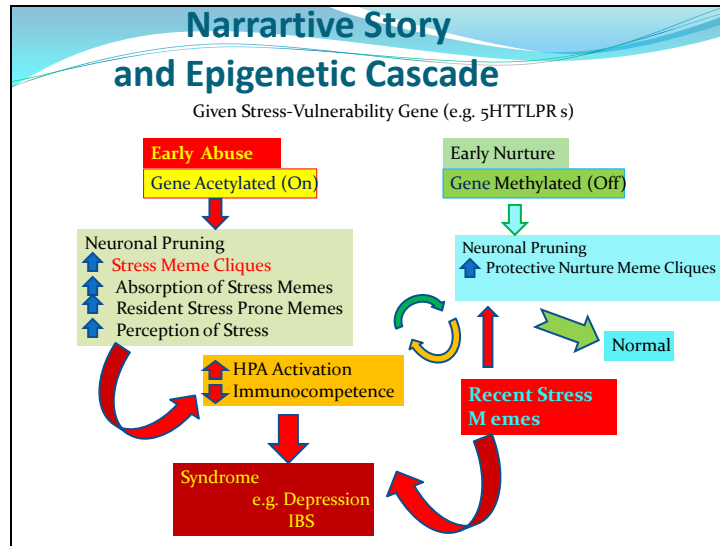 Narrartive Story
and Epigenetic Cascade
Given Stress-Vulnerability Gene (e.g. 5HTTLPR s)
Early Abuse
Gene Acetylated (On)
Neuronal Pruning
Stress Meme Cliques
Absorption of Stress Memes
Resident Stress Prone Memes
Perception of Stress
HPA Activation
Immunocompetence
Syndrome
e.g. Depression
IBS
Early Nurture
Gene Methylated (Off)
Neuronal Pruning
Protective Nurture Meme Cliques
Normal
Recent Stress
M emes